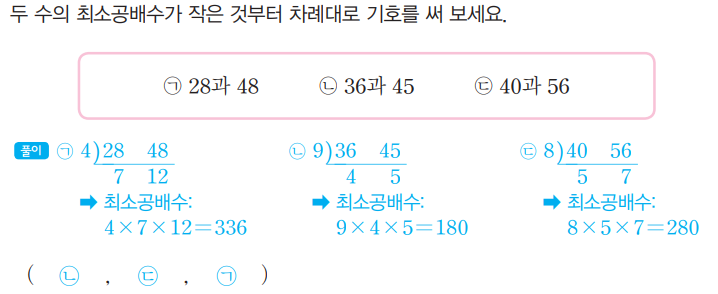 두 수의 최소공배수가 작은 것부터 차례대로 기호를 써 보세요.
㉠ 28과 48 ㉡ 36과 45 ㉢ 40과 56
풀이 ㉠ 4)28 48 ㉡ 9)36 45 ㉢ 8)40 56
7 12 4 5 5 7
➡ 최소공배수: ➡ 최소공배수: ➡ 최소공배수:
4×7×12=336 9×4×5=180 8×5×7=280
( ㉡ , ㉢ , ㉠ )